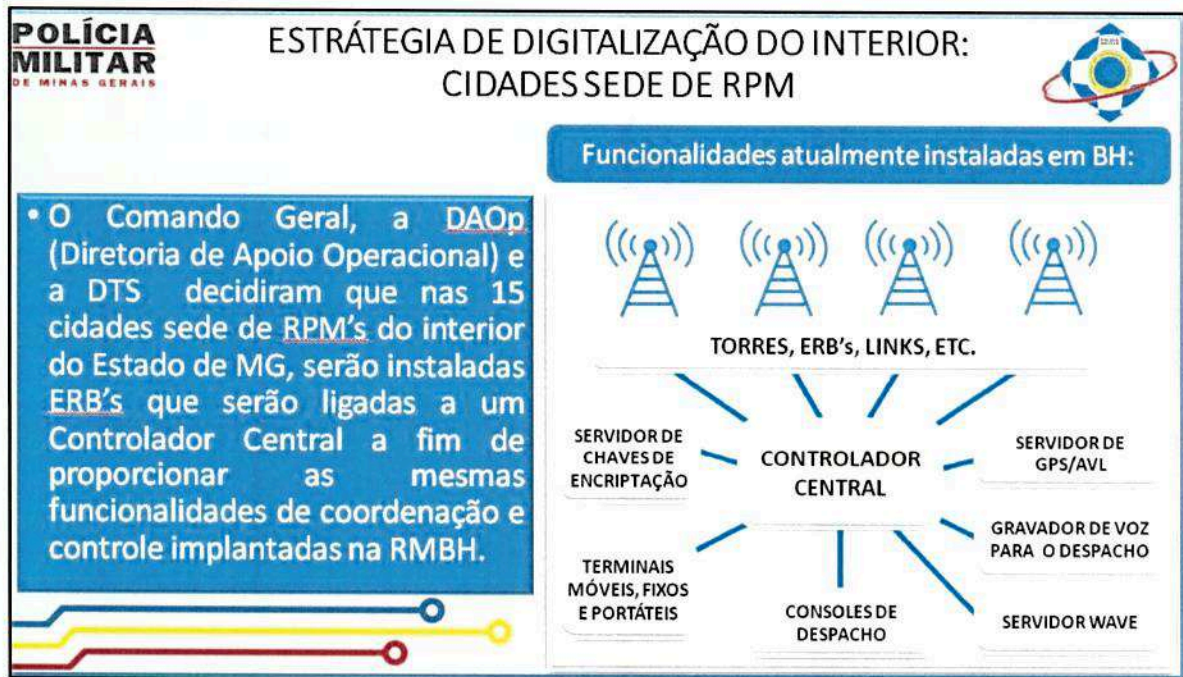 POLÍCIA
MILITAR
DE MINAS GERAIS
ESTRÁTEGIA DE DIGITALIZAÇÃO DO INTERIOR:
CIDADES SEDE DE RPM
• O Comando Geral, a DAOp
(Diretoria de Apoio Operacional) e
a DTS decidiram que nas 15
cidades sede de RPM's do interior
do Estado de MG, serão instaladas
ERB's que serão ligadas a um
Controlador Central a fim de
proporcionar as mesmas
funcionalidades de coordenação e
controle implantadas na RMBH.
Funcionalidades atualmente instaladas em BH:
TORRES, ERB's, LINKS, ETC.
SERVIDOR DE
CHAVES DE
ENCRIPTAÇÃO
CONTROLADOR
CENTRAL
SERVIDOR DE
GPS/AVL
TERMINAIS
MÓVEIS, FIXOS
E PORTÁTEIS
CONSOLES DE
DESPACHO
GRAVADOR DE VOZ
PARA O DESPACHO
SERVIDOR WAVE